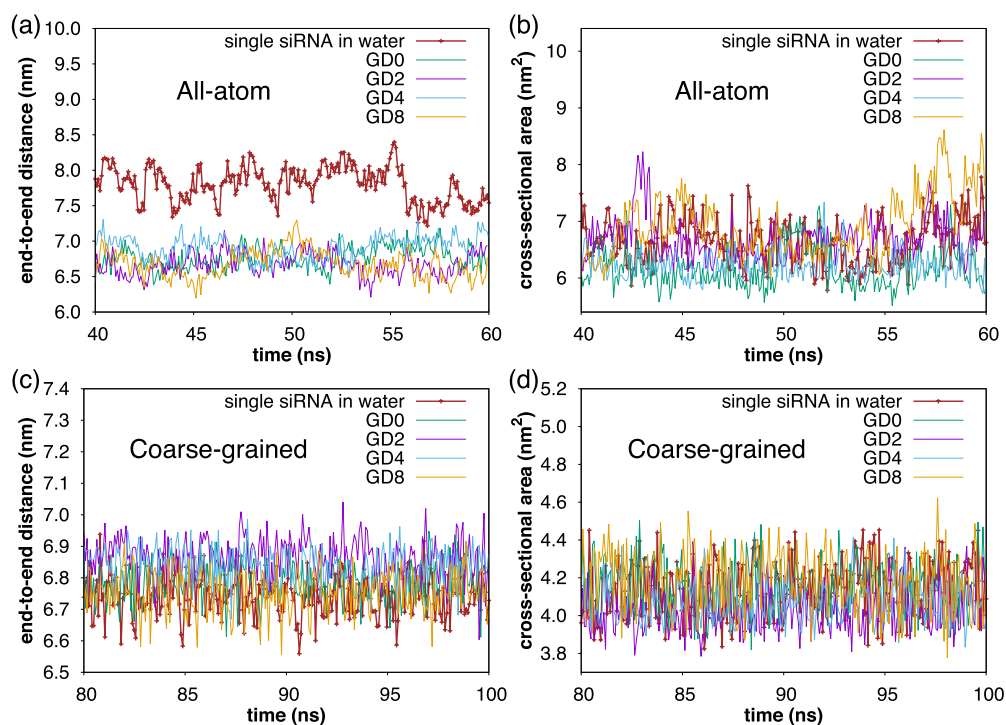 (a)
10.0
9.5
9.0
8.5
8.0
7.5
7.0
6.5
6.0
end-to-end distance (nm)
single siRNA in water
GD0
GD2
GD4
GD8
All-atom
40 45 50 55 60
time (ns)
(b)
10
9
8
7
6
cross-sectional area (nm²)
single siRNA in water
GD0
GD2
GD4
GD8
All-atom
40 45 50 55 60
time (ns)
(c)
7.4
7.3
7.2
7.1
7.0
6.9
6.8
6.7
6.6
6.5
end-to-end distance (nm)
single siRNA in water
GD0
GD2
GD4
GD8
Coarse-grained
80 85 90 95 100
time (ns)
(d)
5.2
5.0
4.8
4.6
4.4
4.2
4.0
3.8
cross-sectional area (nm²)
single siRNA in water
GD0
GD2
GD4
GD8
Coarse-grained
80 85 90 95 100
time (ns)